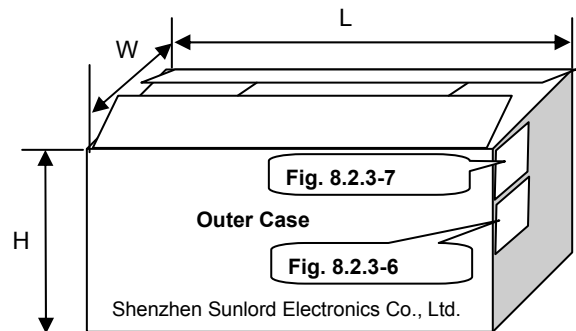 L
W
Fig. 8.2.3-7
Outer Case
H
Fig. 8.2.3-6
Shenzhen Sunlord Electronics Co., Ltd.